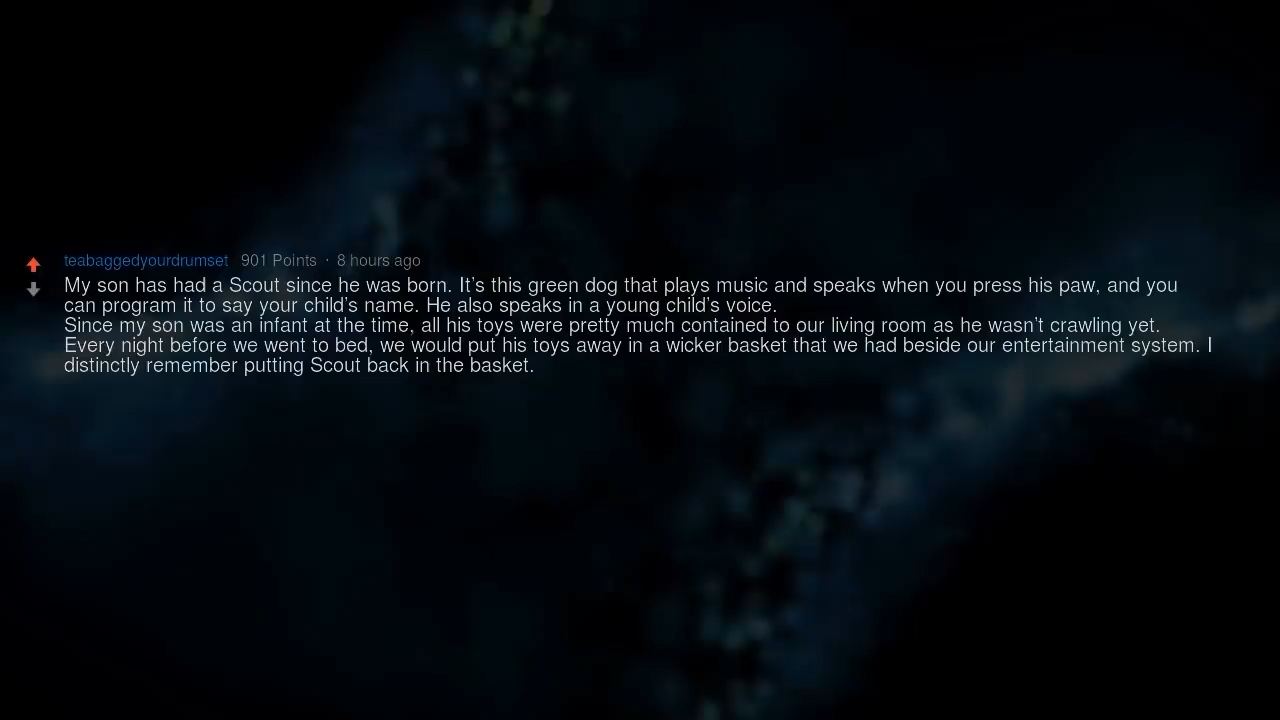 teabaggedyourdrumset 901 Points · 8 hours ago
My son has had a Scout since he was born. It's this green dog that plays music and speaks when you press his paw, and you
can program it to say your child's name. He also speaks in a young child's voice.
Since my son was an infant at the time, all his toys were pretty much contained to our living room as he wasn't crawling yet.
Every night before we went to bed, we would put his toys away in a wicker basket that we had beside our entertainment system. I
distinctly remember putting Scout back in the basket.